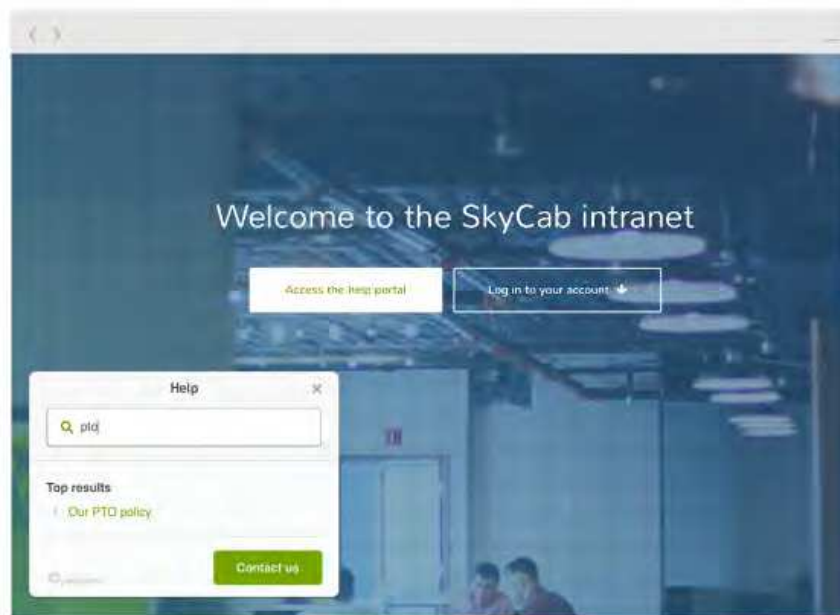 Welcome to the SkyCab intranet
Access the help portal
Log in to your account
Help
pto
Top results
Our PTO policy
Contact us